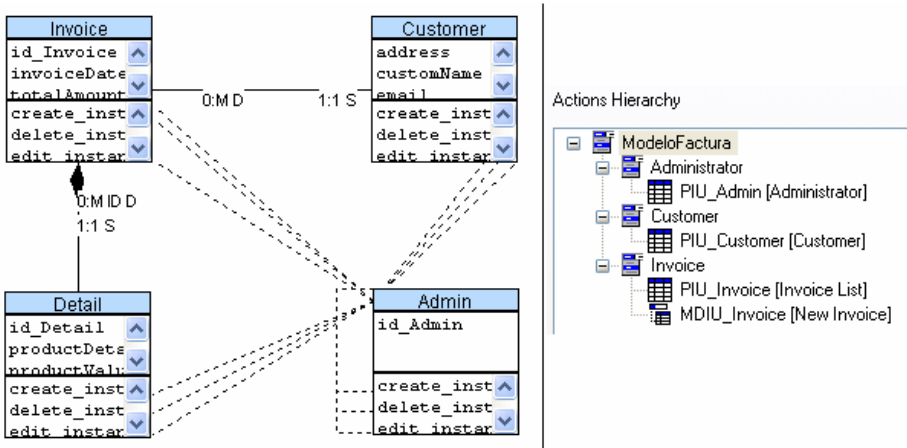 Invoice
id_Invoice
invoiceDate
totalAmount
create_inst
delete_inst
edit_instan
Customer
address
customName
email
create_inst
delete_inst
edit_instan
0:M D
1:1 S
0:M ID D
1:1 S
Detail
id_Detail
productDeta
productValu
create_inst
delete_inst
edit_instan
Admin
id_Admin
create_inst
delete_inst
edit_instan
Actions Hierarchy
ModeloFactura
Administrator
PIU_Admin [Administrator]
Customer
PIU_Customer [Customer]
Invoice
PIU_Invoice [Invoice List]
MDIU_Invoice [New Invoice]